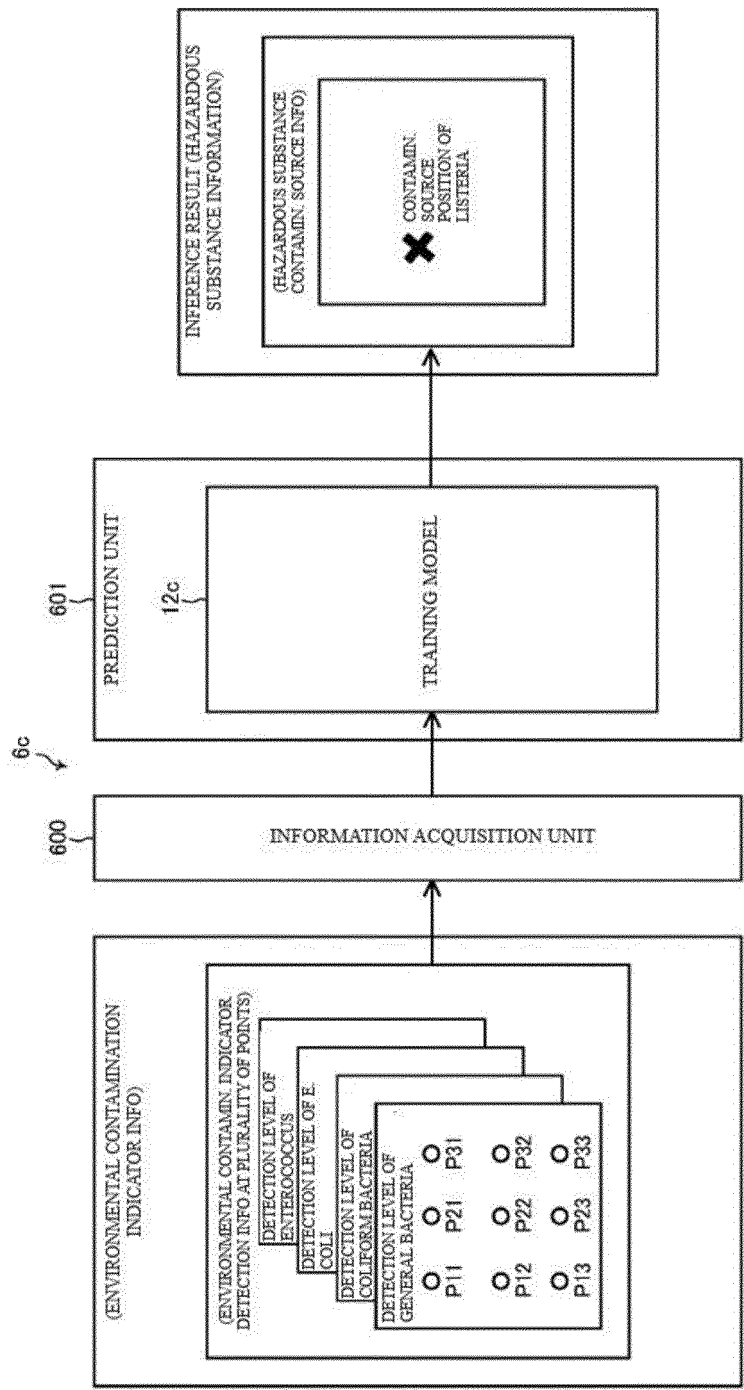 6c
(ENVIRONMENTAL CONTAMINATION
INDICATOR INFO)
(ENVIRONMENTAL CONTAMIN. INDICATOR
DETECTION INFO AT PLURALITY OF POINTS)
DETECTION LEVEL OF
ENTEROCOCCUS
DETECTION LEVEL OF E.
COLI
DETECTION LEVEL OF
COLIFORM BACTERIA
DETECTION LEVEL OF
GENERAL BACTERIA
P11 P21 P31
P12 P22 P32
P13 P23 P33
600
INFORMATION ACQUISITION UNIT
601
PREDICTION UNIT
12c
TRAINING MODEL
INFERENCE RESULT (HAZARDOUS
SUBSTANCE INFORMATION)
(HAZARDOUS SUBSTANCE
CONTAMIN. SOURCE INFO)
CONTAMIN.
SOURCE
POSITION OF
LISTERIA